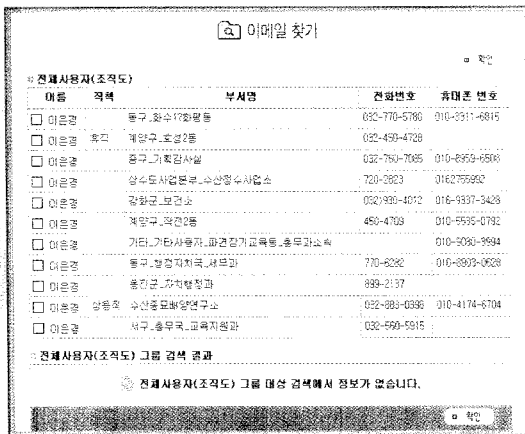 이메일 찾기
확인
전체사용자(조직도)
이름 직책 부서명 전화번호 휴대폰 번호
이은경 동구_화수1?화평동 032-770-5780
이은경 휴직 계양구_효성2동 032-450-4728
이은경 중구_기획감사실 032-760-7085 010-8959-6508
이은경 상수도사업본부_수산정수사업소 720-2823 0162755992
이은경 강화군_보건소 032)930-4012 016-9337-3428
이은경 계양구_작전2동 450-4709 010-5595-0792
이은경 기타_기타사용자_파견장기교육등_총무과소속
이은경 동구_행정자치국_세무과 770-6282 010-8903-0628
이은경 옹진군_자치행정과 899-2137
이은경 상용직 수산종묘배양연구소 010-4174-6704
이은경 서구_총무국_교육지원과 032-560-5915
전체사용자(조직도) 그룹 검색 결과
전체사용자(조직도) 그룹 대상 검색에서 정보가 없습니다.
확인